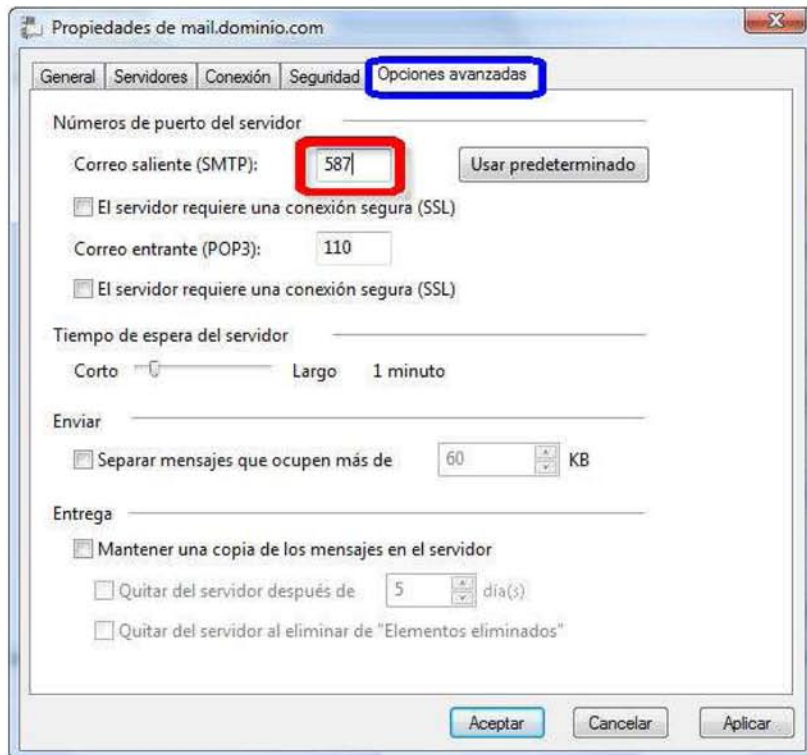 Propiedades de mail.dominio.com
General Servidores Conexión Seguridad Opciones avanzadas
Números de puerto del servidor
Correo saliente (SMTP): 587 Usar predeterminado
El servidor requiere una conexión segura (SSL)
Correo entrante (POP3): 110
El servidor requiere una conexión segura (SSL)
Tiempo de espera del servidor
Corto Largo 1 minuto
Enviar
Separar mensajes que ocupen más de 60 KB
Entrega
Mantener una copia de los mensajes en el servidor
Quitar del servidor después de 5 día(s)
Quitar del servidor al eliminar de "Elementos eliminados"
Aceptar Cancelar Aplicar